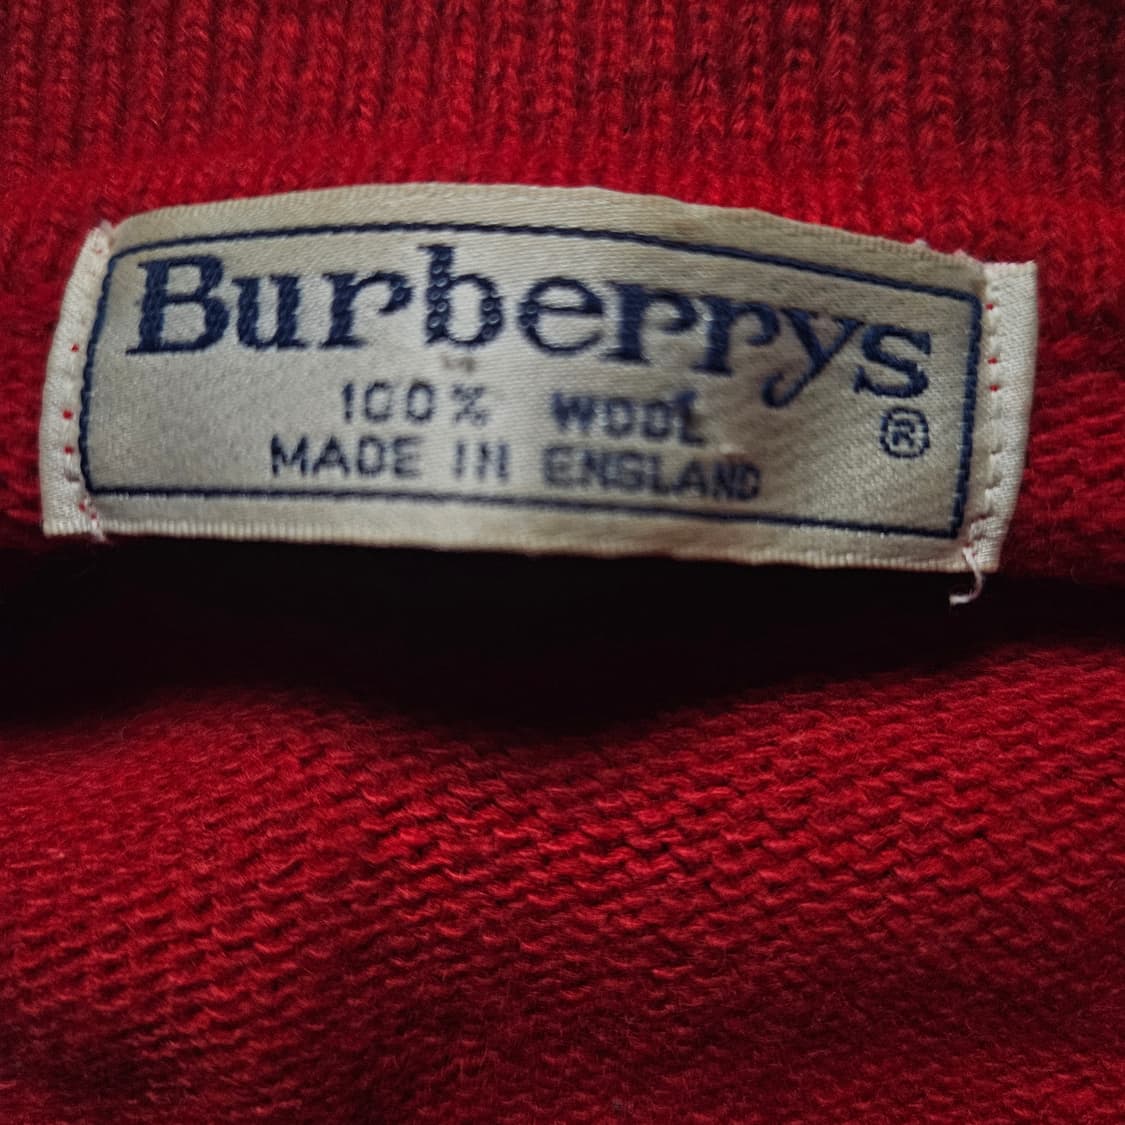 Burberrys
®
100% WOOL
MADE IN ENGLAND